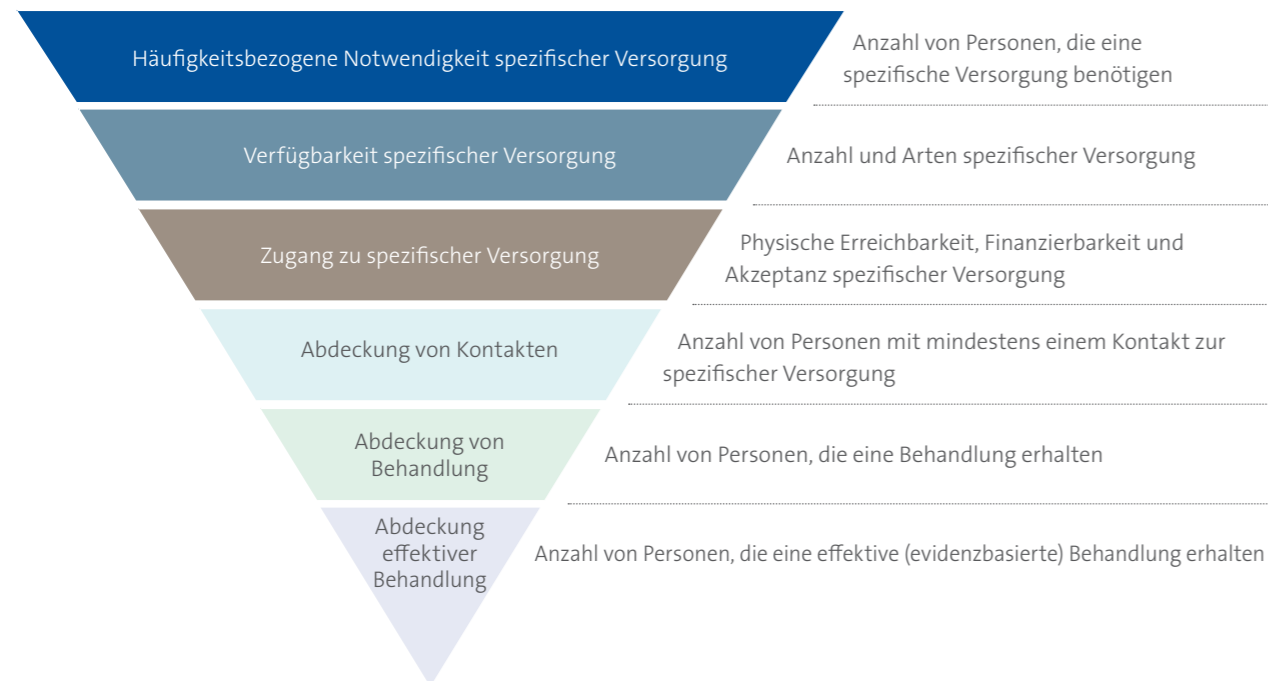 Häufigkeitsbezogene Notwendigkeit spezifischer Versorgung
Anzahl von Personen, die eine
spezifische Versorgung benötigen
Verfügbarkeit spezifischer Versorgung
Anzahl und Arten spezifischer Versorgung
Zugang zu spezifischer Versorgung
Physische Erreichbarkeit, Finanzierbarkeit und
Akzeptanz spezifischer Versorgung
Abdeckung von Kontakten
Anzahl von Personen mit mindestens einem Kontakt zur
spezifischer Versorgung
Abdeckung von
Behandlung
Anzahl von Personen, die eine Behandlung erhalten
Abdeckung
effektiver
Behandlung
Anzahl von Personen, die eine effektive (evidenzbasierte) Behandlung erhalten